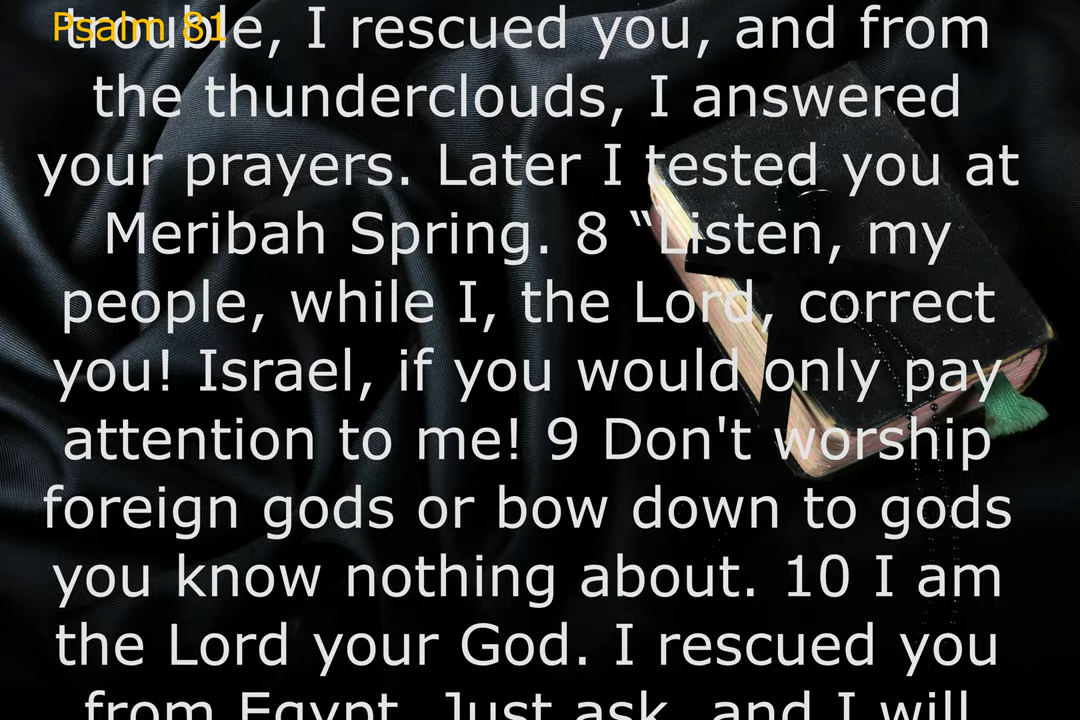 Psalm 81
trouble, I rescued you, and from
the thunderclouds, I answered
your prayers. Later I tested you at
Meribah Spring. 8 “Listen, my
people, while I, the Lord, correct
you! Israel, if you would only pay
attention to me! 9 Don't worship
foreign gods or bow down to gods
you know nothing about. 10 I am
the Lord your God. I rescued you
from Egypt. Just ask, and I will